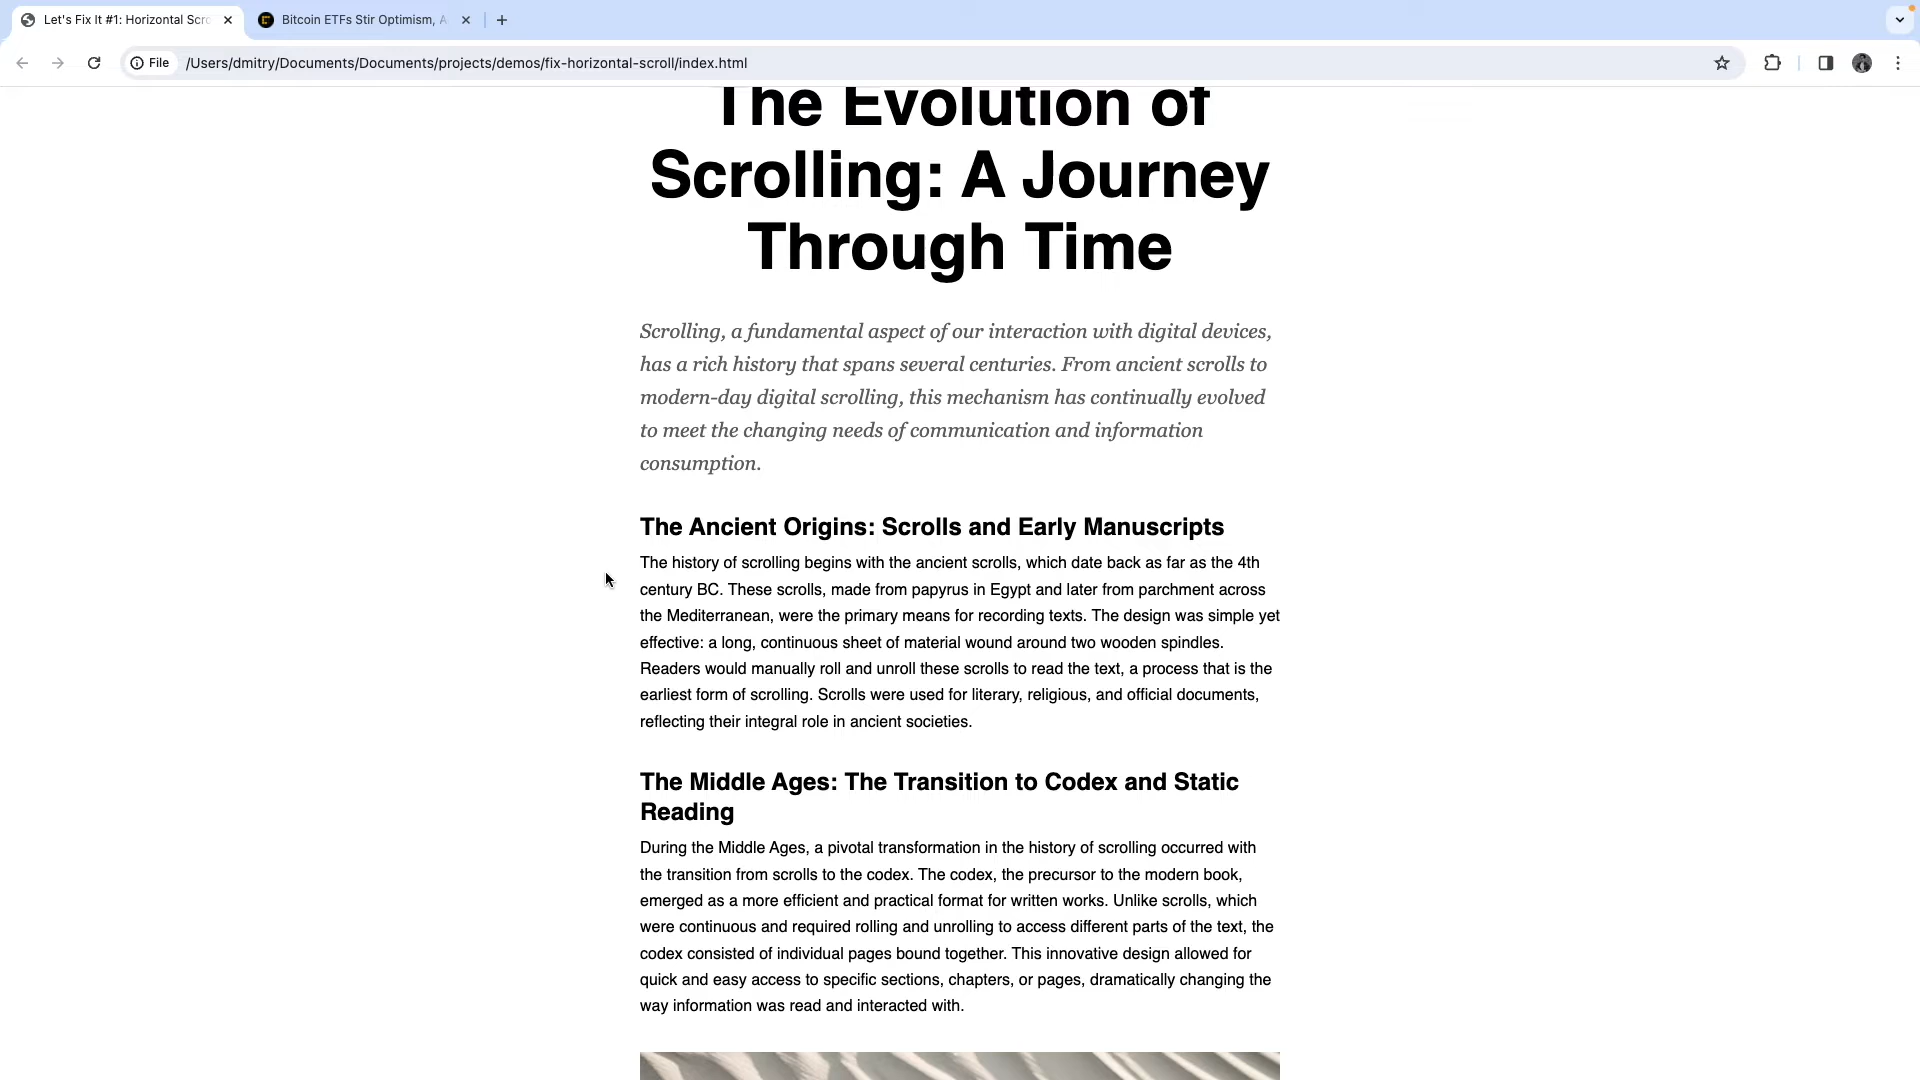 Let's Fix It #1: Horizontal Scro
Bitcoin ETFs Stir Optimism, A
File
/Users/dmitry/Documents/Documents/projects/demos/fix-horizontal-scroll/index.html
The Evolution of
Scrolling: A Journey
Through Time
Scrolling, a fundamental aspect of our interaction with digital devices,
has a rich history that spans several centuries. From ancient scrolls to
modern-day digital scrolling, this mechanism has continually evolved
to meet the changing needs of communication and information
consumption.
The Ancient Origins: Scrolls and Early Manuscripts
The history of scrolling begins with the ancient scrolls, which date back as far as the 4th
century BC. These scrolls, made from papyrus in Egypt and later from parchment across
the Mediterranean, were the primary means for recording texts. The design was simple yet
effective: a long, continuous sheet of material wound around two wooden spindles.
Readers would manually roll and unroll these scrolls to read the text, a process that is the
earliest form of scrolling. Scrolls were used for literary, religious, and official documents,
reflecting their integral role in ancient societies.
The Middle Ages: The Transition to Codex and Static
Reading
During the Middle Ages, a pivotal transformation in the history of scrolling occurred with
the transition from scrolls to the codex. The codex, the precursor to the modern book,
emerged as a more efficient and practical format for written works. Unlike scrolls, which
were continuous and required rolling and unrolling to access different parts of the text, the
codex consisted of individual pages bound together. This innovative design allowed for
quick and easy access to specific sections, chapters, or pages, dramatically changing the
way information was read and interacted with.